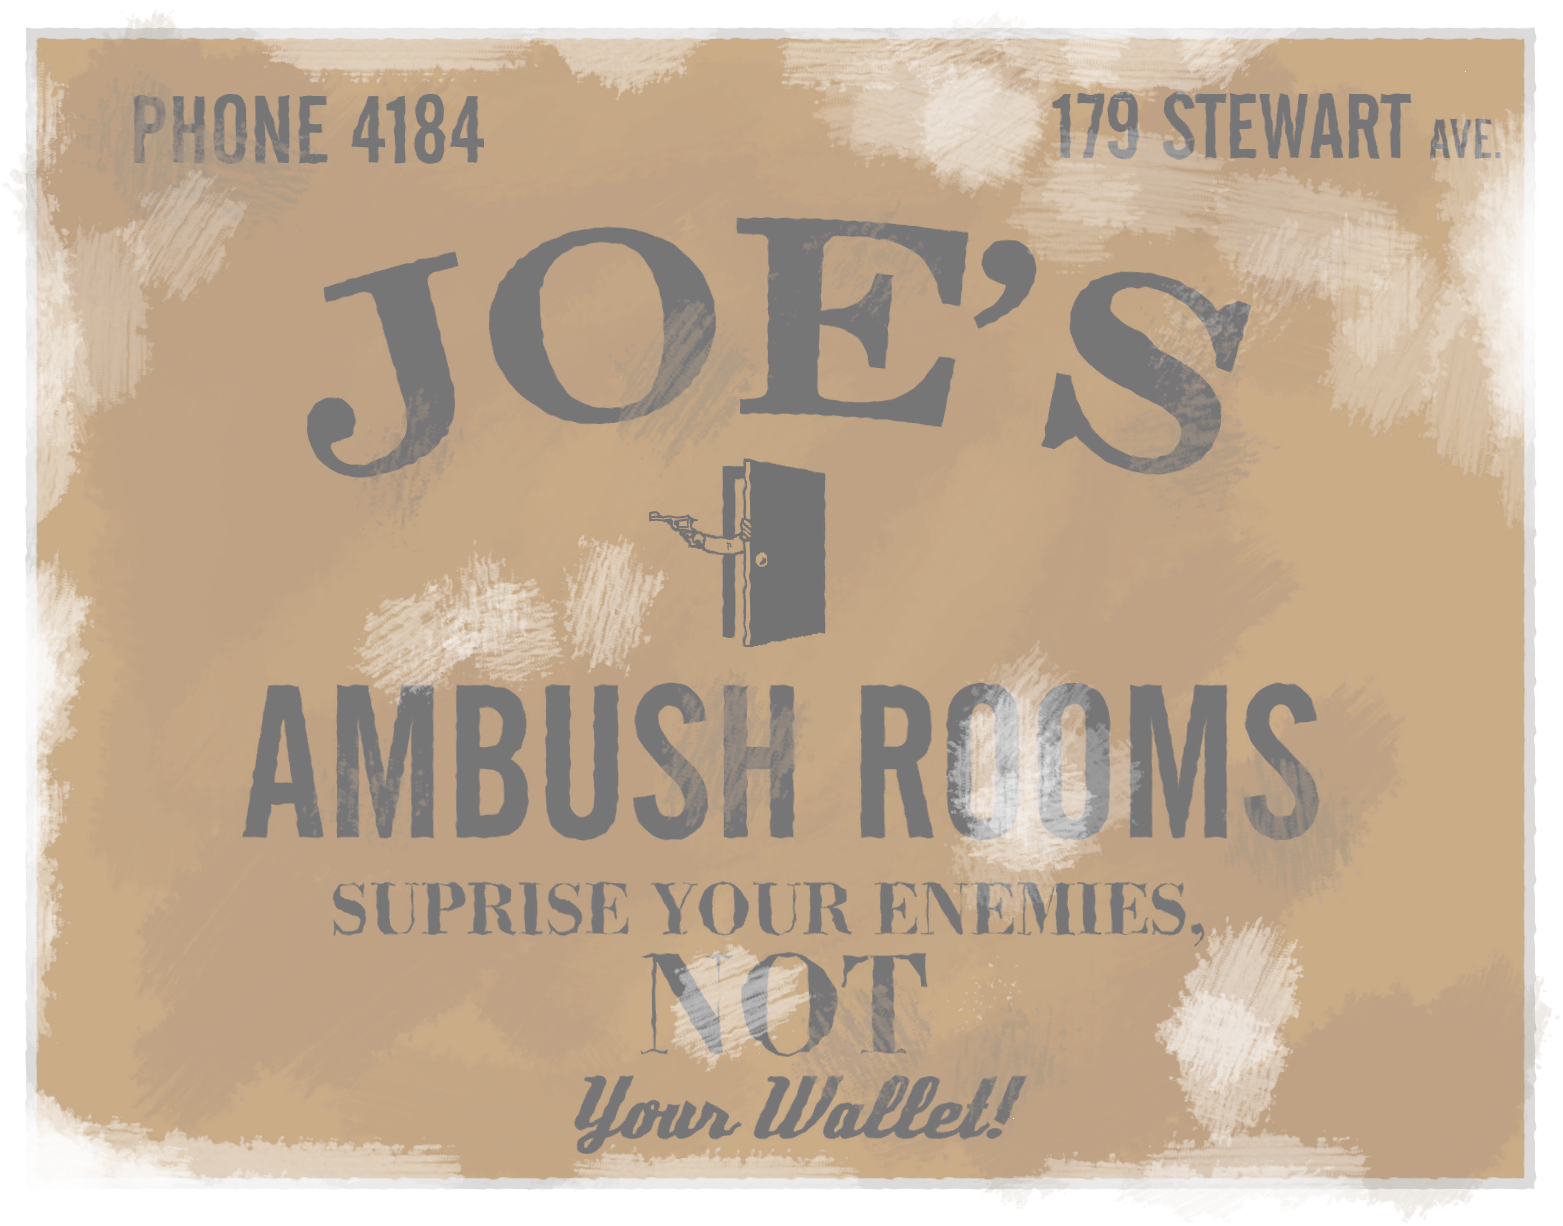 PHONE 4184
179 STEWART AVE.
JOE'S
AMBUSH ROOMS
SUPRISE YOUR ENEMIES,
NOT
Your Wallet!